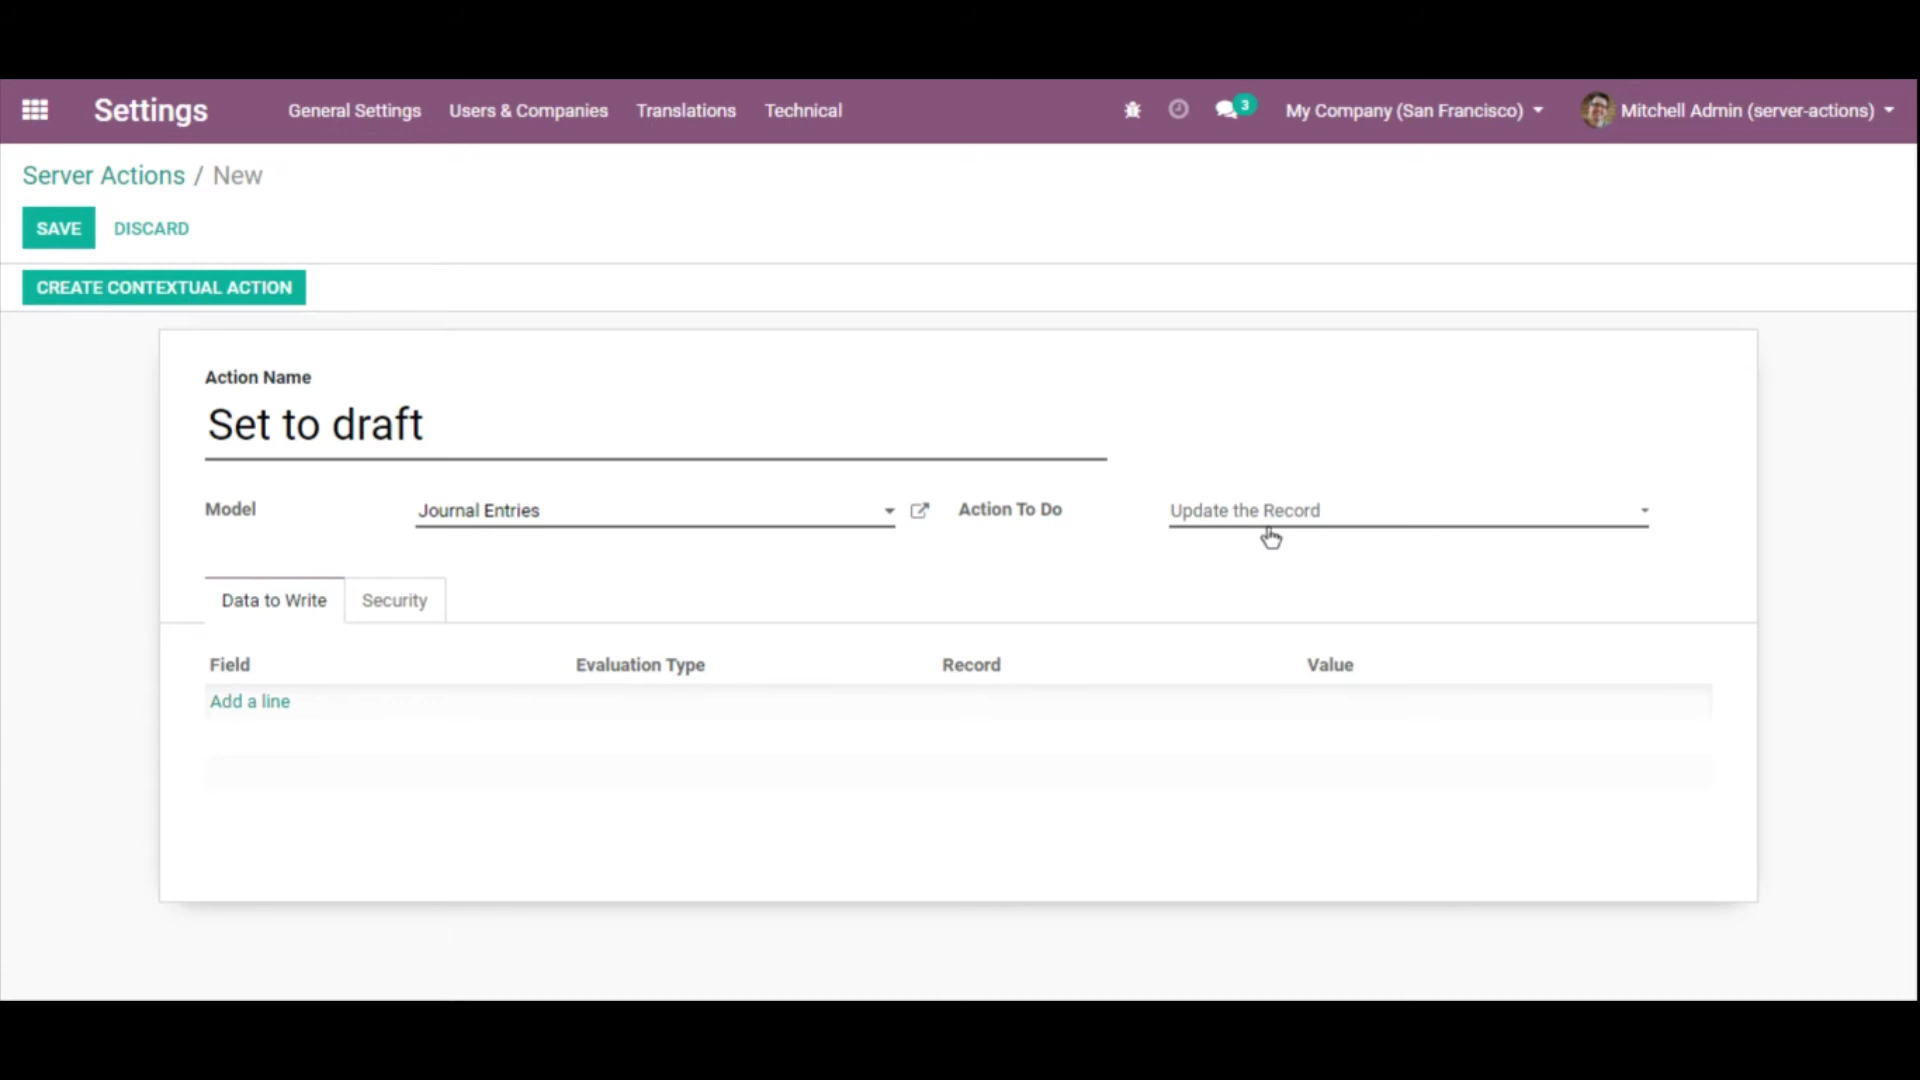 Settings General Settings Users & Companies Translations Technical 3 My Company (San Francisco) Mitchell Admin (server-actions)
Server Actions / New
SAVE DISCARD
CREATE CONTEXTUAL ACTION
Action Name
Set to draft
Model Journal Entries Action To Do Update the Record
Data to Write Security
Field Evaluation Type Record Value
Add a line